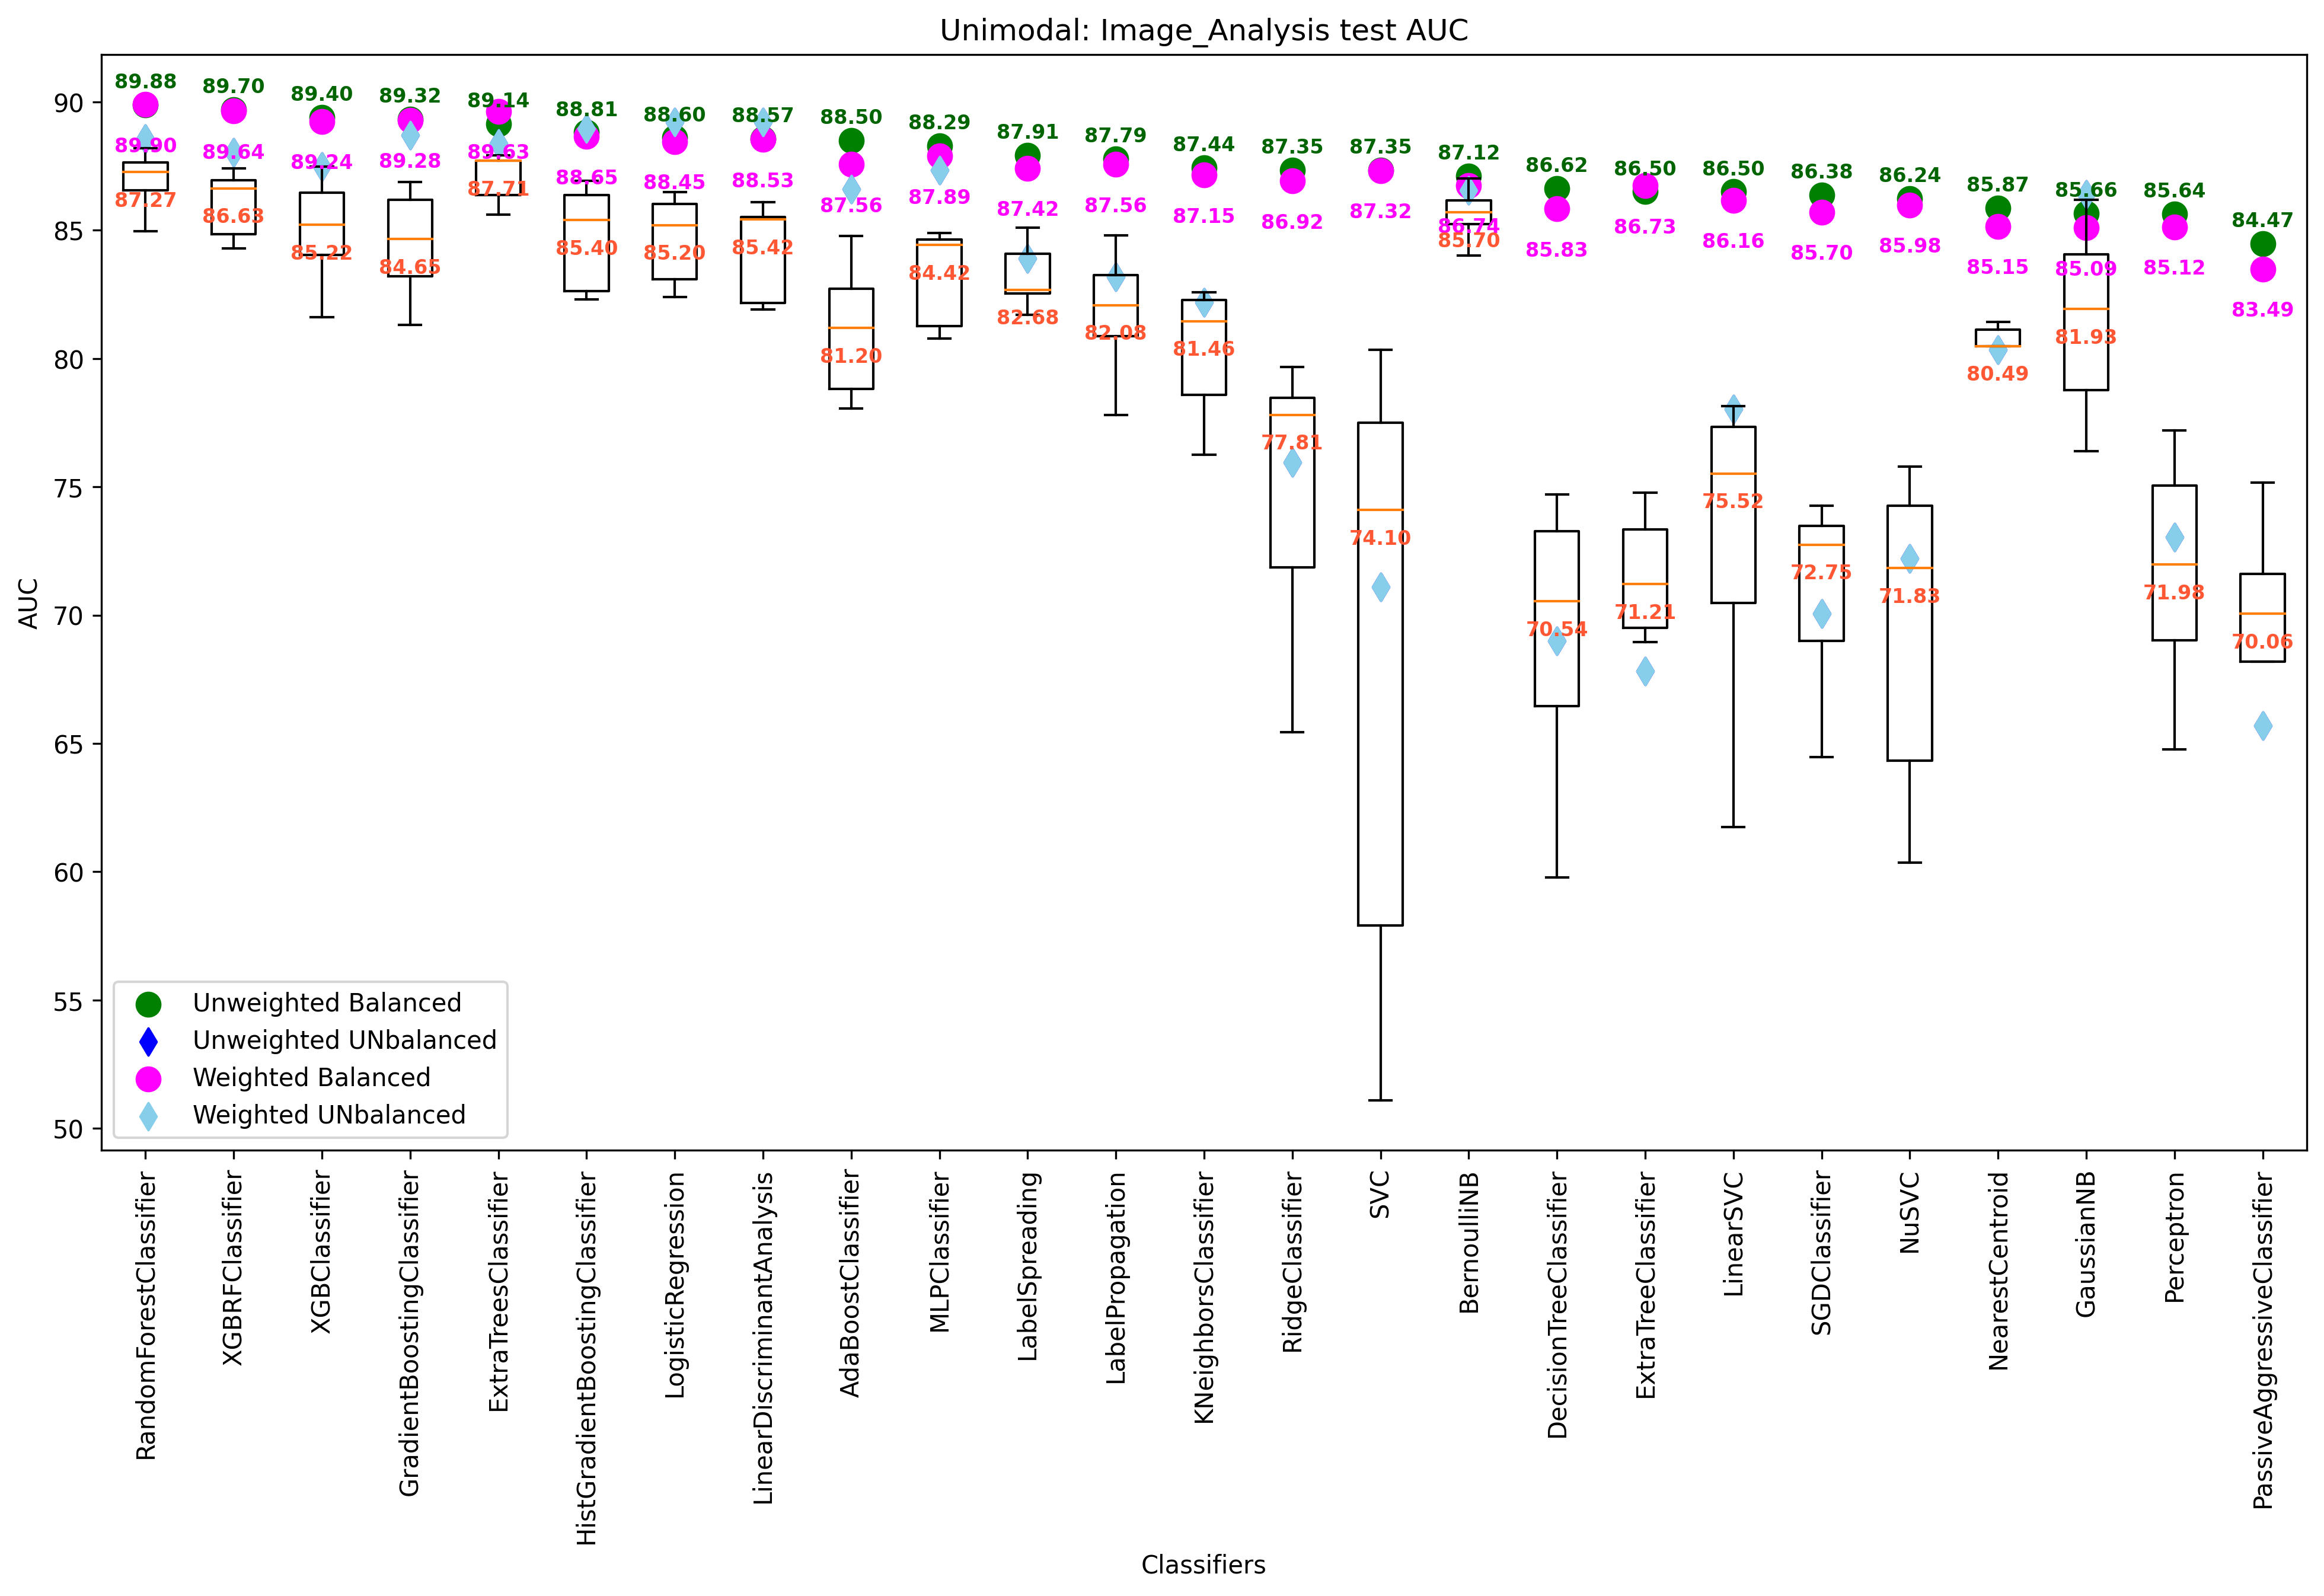 Unimodal: Image_Analysis test AUC
AUC
90
85
80
75
70
65
60
55
50
89.88 89.70 89.40 89.32 89.14 88.81 88.60 88.57 88.50 88.29 87.91 87.79 87.44 87.35 87.35 87.12 86.62 86.50 86.50 86.38 86.24 85.87 85.66 85.64 84.47
89.90 89.64 89.24 89.28 89.63 88.65 88.45 88.53 87.56 87.89 87.42 87.56 87.15 86.92 87.32 86.74 85.83 86.73 86.16 85.70 85.98 85.15 85.09 85.12 83.49
87.27 86.63 85.22 84.65 87.71 85.40 85.20 85.42 81.20 84.42 82.68 82.08 81.46 77.81 74.10 85.70 70.54 71.21 75.52 72.75 71.83 80.49 81.93 71.98 70.06
Unweighted Balanced
Unweighted UNbalanced
Weighted Balanced
Weighted UNbalanced
RandomForestClassifier
XGBRFClassifier
XGBClassifier
GradientBoostingClassifier
ExtraTreesClassifier
HistGradientBoostingClassifier
LogisticRegression
LinearDiscriminantAnalysis
AdaBoostClassifier
MLPClassifier
LabelSpreading
LabelPropagation
KNeighborsClassifier
RidgeClassifier
SVC
BernoulliNB
DecisionTreeClassifier
ExtraTreeClassifier
LinearSVC
SGDClassifier
NuSVC
NearestCentroid
GaussianNB
Perceptron
PassiveAggressiveClassifier
Classifiers